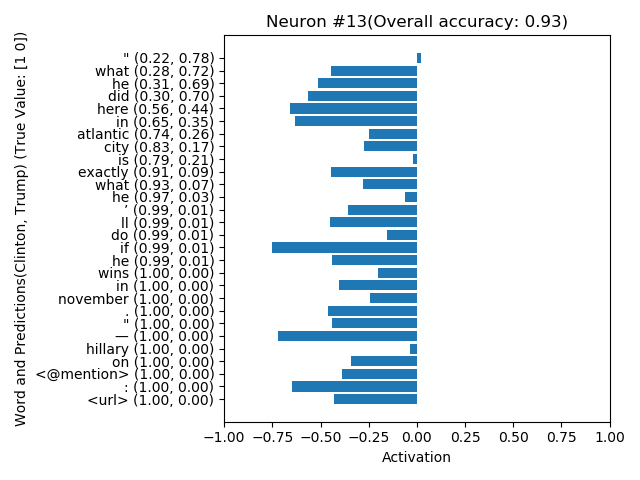 Neuron #13(Overall accuracy: 0.93)
Word and Predictions(Clinton, Trump) (True Value: [1 0])
" (0.22, 0.78)
what (0.28, 0.72)
he (0.31, 0.69)
did (0.30, 0.70)
here (0.56, 0.44)
in (0.65, 0.35)
atlantic (0.74, 0.26)
city (0.83, 0.17)
is (0.79, 0.21)
exactly (0.91, 0.09)
what (0.93, 0.07)
he (0.97, 0.03)
’ (0.99, 0.01)
ll (0.99, 0.01)
do (0.99, 0.01)
if (0.99, 0.01)
he (0.99, 0.01)
wins (1.00, 0.00)
in (1.00, 0.00)
november (1.00, 0.00)
. (1.00, 0.00)
" (1.00, 0.00)
— (1.00, 0.00)
hillary (1.00, 0.00)
on (1.00, 0.00)
<@mention> (1.00, 0.00)
: (1.00, 0.00)
<url> (1.00, 0.00)
−1.00 −0.75 −0.50 −0.25 0.00 0.25 0.50 0.75 1.00
Activation